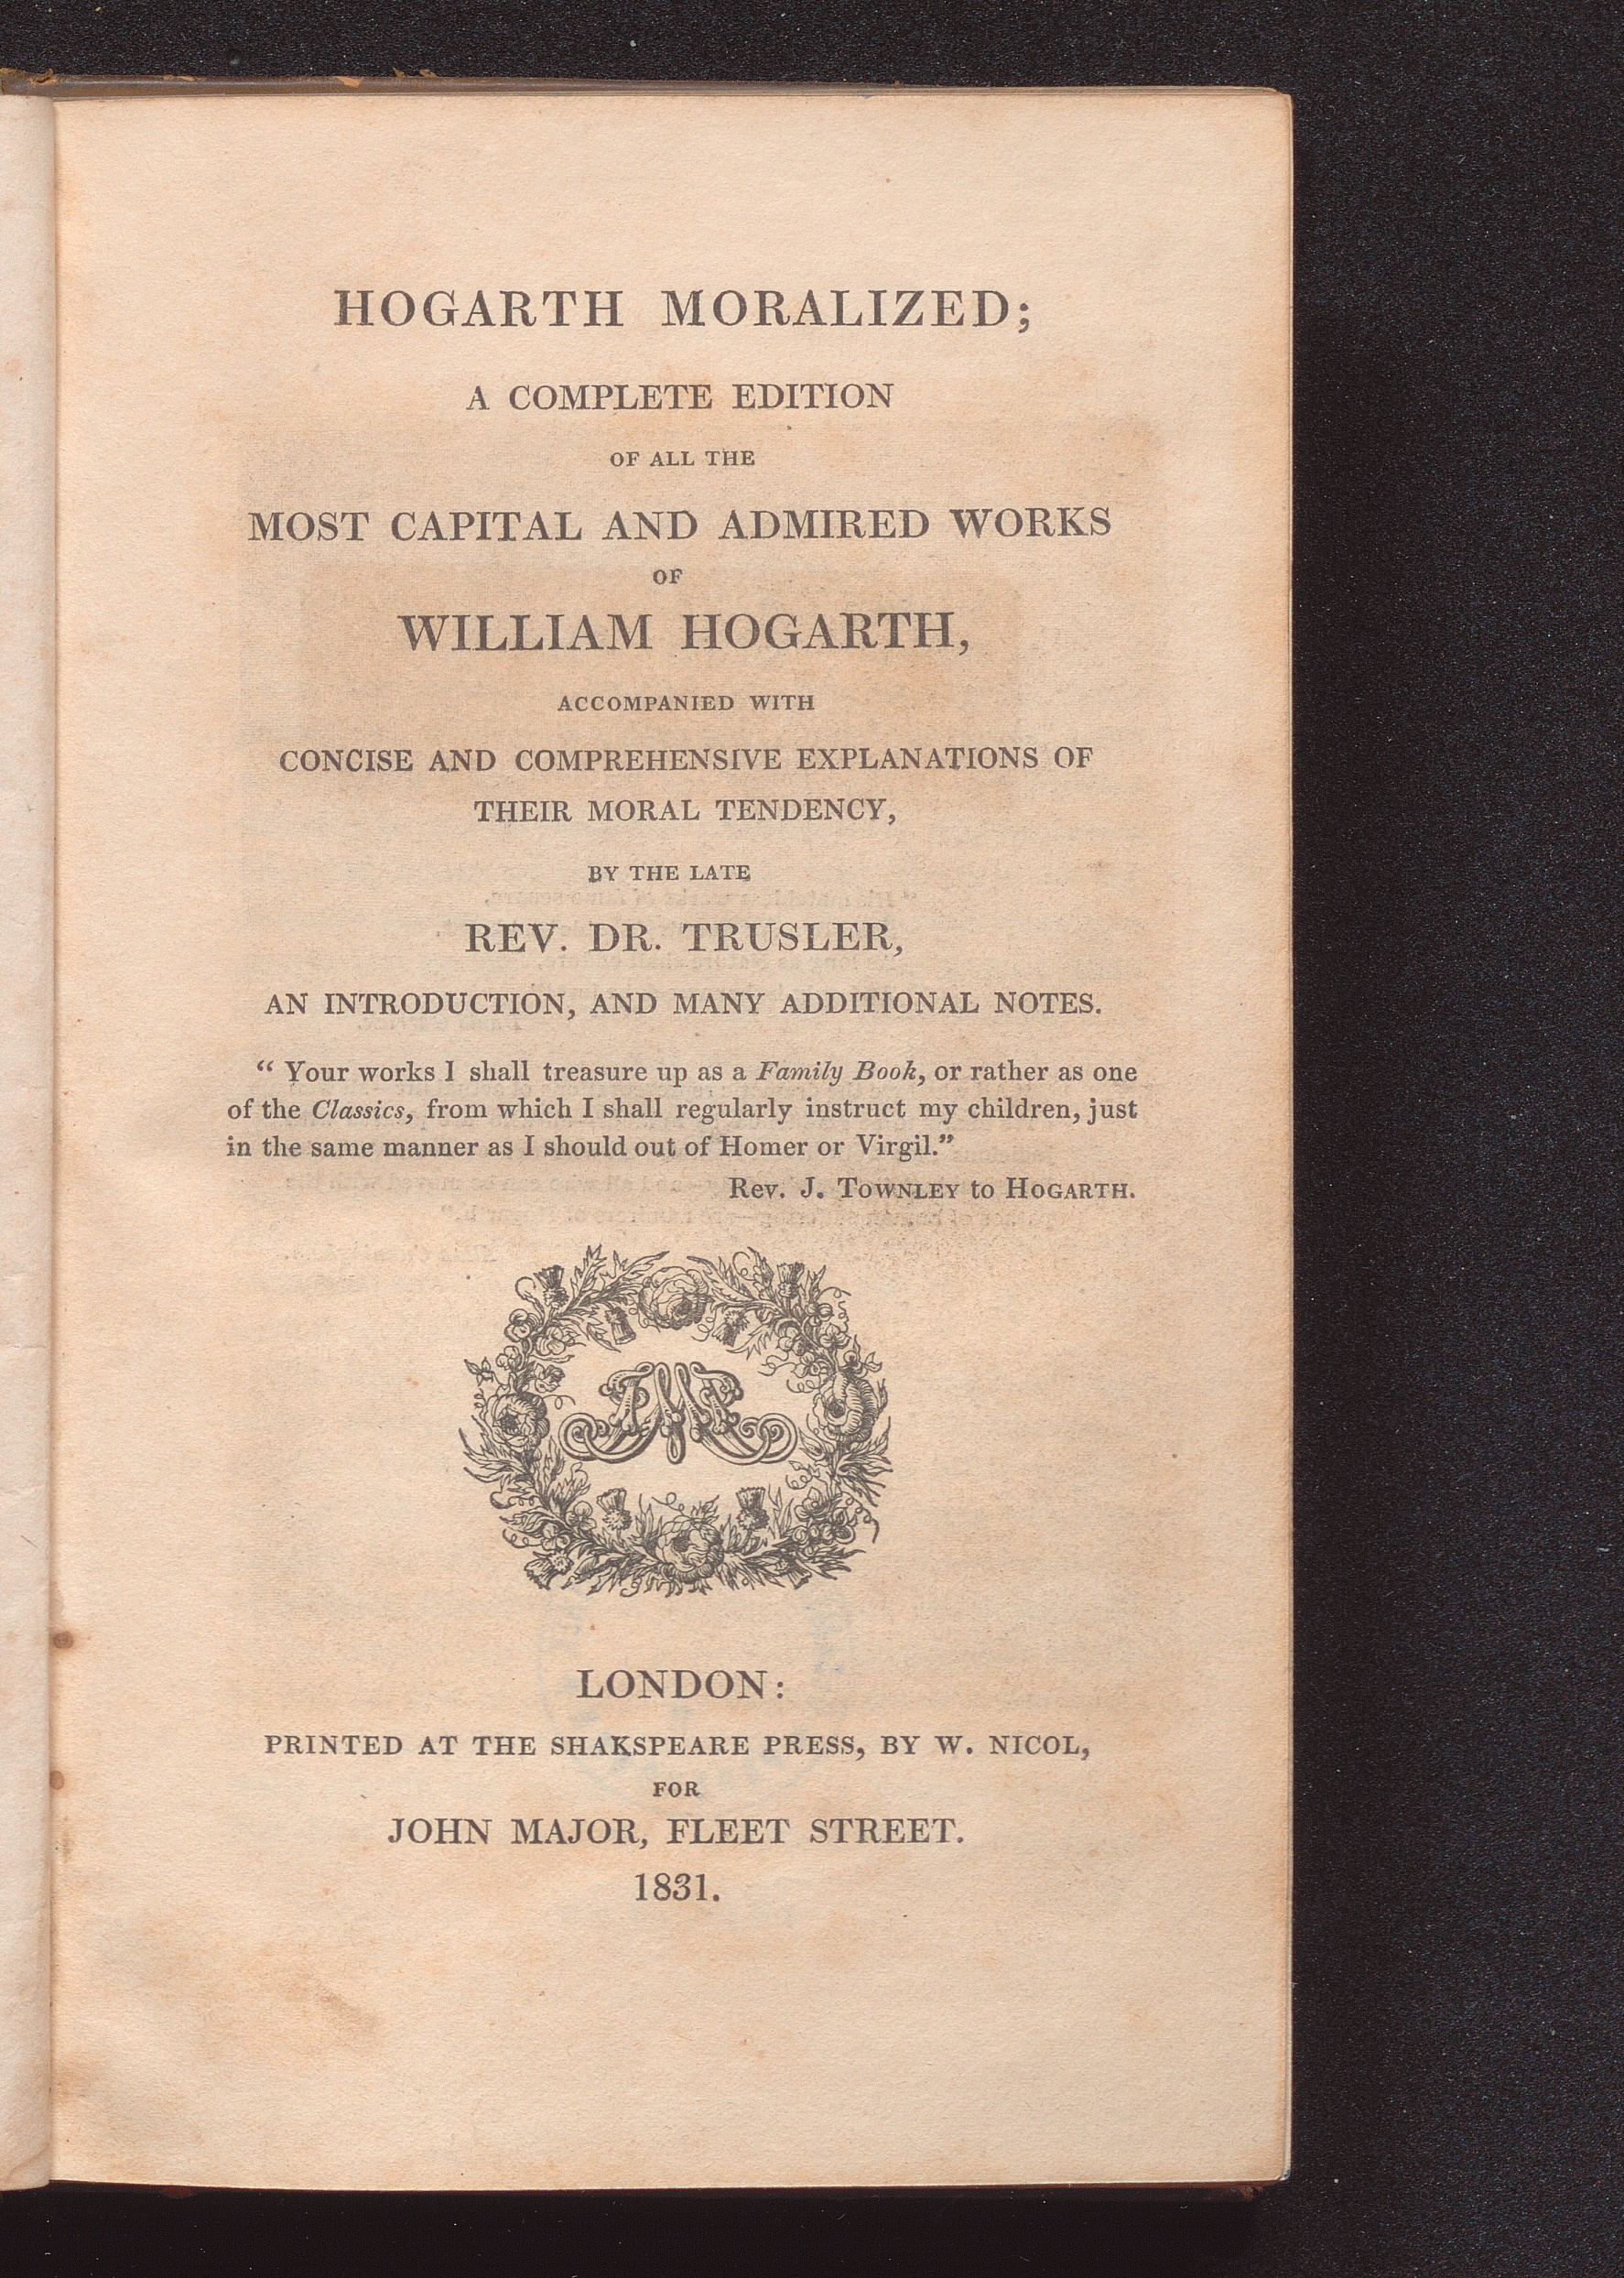 HOGARTH MORALIZED;
A COMPLETE EDITION
OF ALL THE
MOST CAPITAL AND ADMIRED WORKS
OF
WILLIAM HOGARTH,
ACCOMPANIED WITH
CONCISE AND COMPREHENSIVE EXPLANATIONS OF
THEIR MORAL TENDENCY,
BY THE LATE
REV. DR. TRUSLER,
AN INTRODUCTION, AND MANY ADDITIONAL NOTES.
“ Your works I shall treasure up as a Family Book, or rather as one
of the Classics, from which I shall regularly instruct my children, just
in the same manner as I should out of Homer or Virgil.”
Rev. J. Townley to Hogarth.
LONDON:
PRINTED AT THE SHAKSPEARE PRESS, BY W. NICOL,
FOR
JOHN MAJOR, FLEET STREET.
1831.